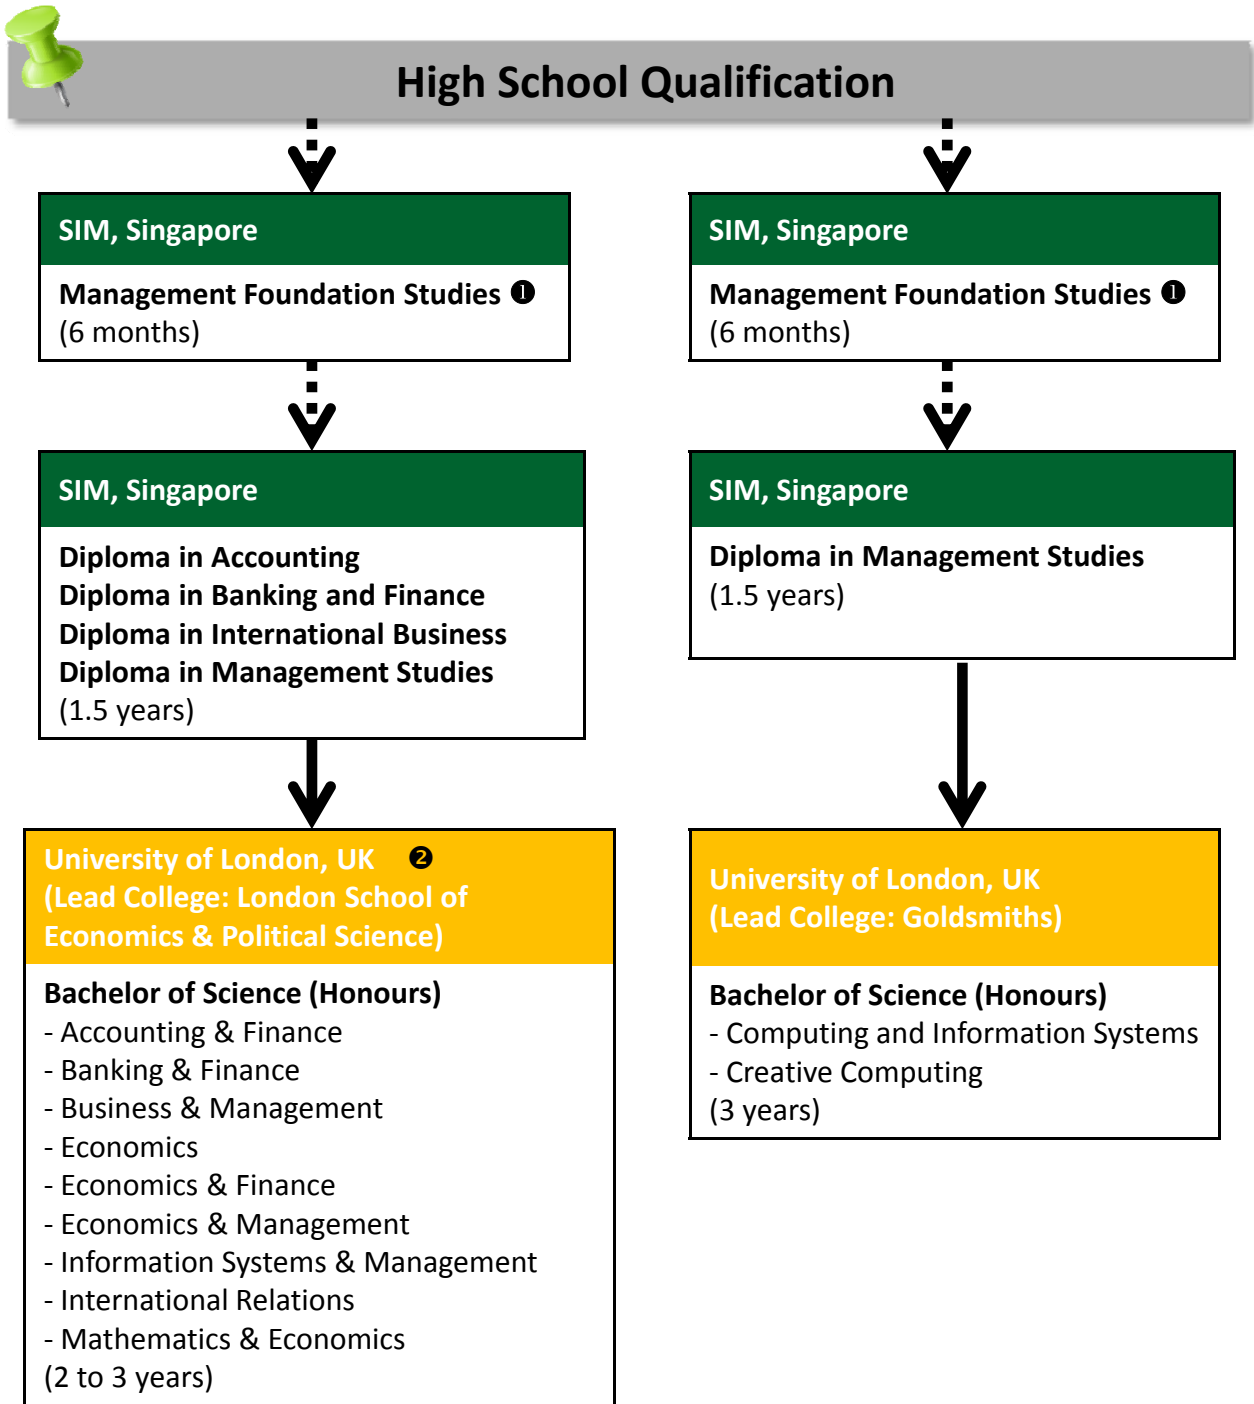 High School Qualification
SIM, Singapore
Management Foundation Studies ❶
(6 months)
SIM, Singapore
Diploma in Accounting
Diploma in Banking and Finance
Diploma in International Business
Diploma in Management Studies
(1.5 years)
University of London, UK ❷
(Lead College: London School of
Economics & Political Science)
Bachelor of Science (Honours)
- Accounting & Finance
- Banking & Finance
- Business & Management
- Economics
- Economics & Finance
- Economics & Management
- Information Systems & Management
- International Relations
- Mathematics & Economics
(2 to 3 years)
SIM, Singapore
Management Foundation Studies ❶
(6 months)
SIM, Singapore
Diploma in Management Studies
(1.5 years)
University of London, UK
(Lead College: Goldsmiths)
Bachelor of Science (Honours)
- Computing and Information Systems
- Creative Computing
(3 years)